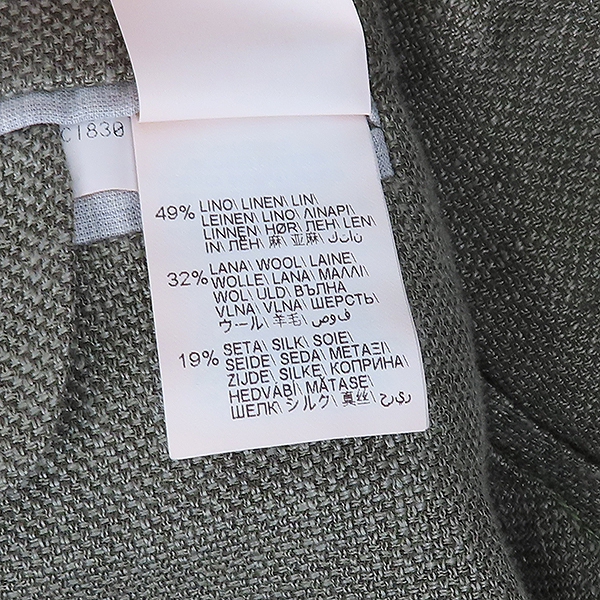 C1830
49% LINO\ LINEN\ LIN\
LEINEN\ LINO\ ΛΙΝΑΡΙ\
LINNEN\ HØR\ ЛЕН\ LEN\
IN\ ЛЁН\ 麻\ 亚麻\ كتان
32% LANA\ WOOL\ LAINE\
WOLLE\ LANA\ ΜΑΛΛΙ\
WOL\ ULD\ ВЪЛНА
VLNA\ VLNA\ ШЕРСТЬ\
ウール\ 羊毛\ صوف
19% SETA\ SILK\ SOIE\
SEIDE\ SEDA\ ΜΕΤΑΞΙ\
ZIJDE\ SILKE\ КОПРИНА\
HEDVÁBÍ\ MĂTASE\
ШЕЛК\ シルク\ 真丝\ حرير